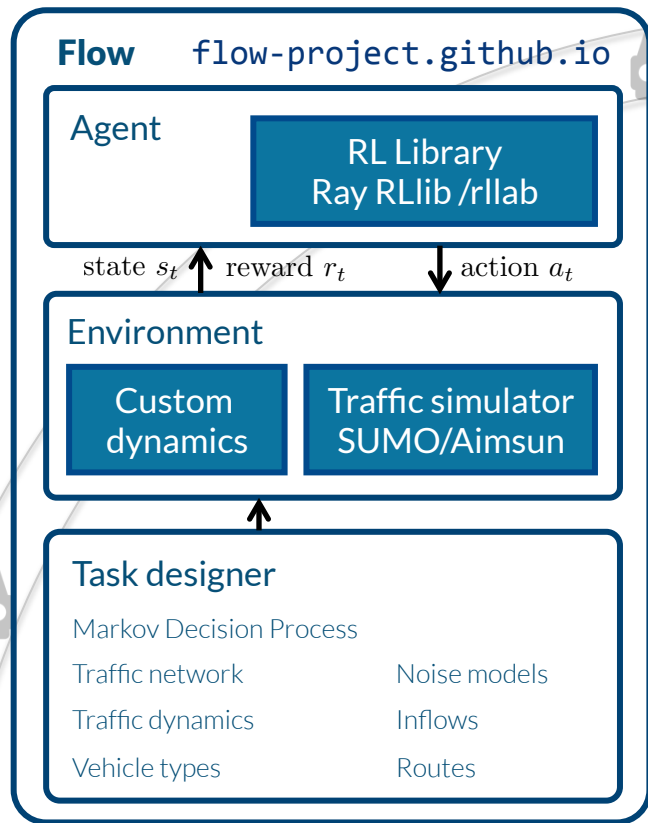 Flow flow-project.github.io
Agent
RL Library
Ray RLlib /rllab
state s_t reward r_t action a_t
Environment
Custom
dynamics
Traffic simulator
SUMO/Aimsun
Task designer
Markov Decision Process
Traffic network Noise models
Traffic dynamics Inflows
Vehicle types Routes